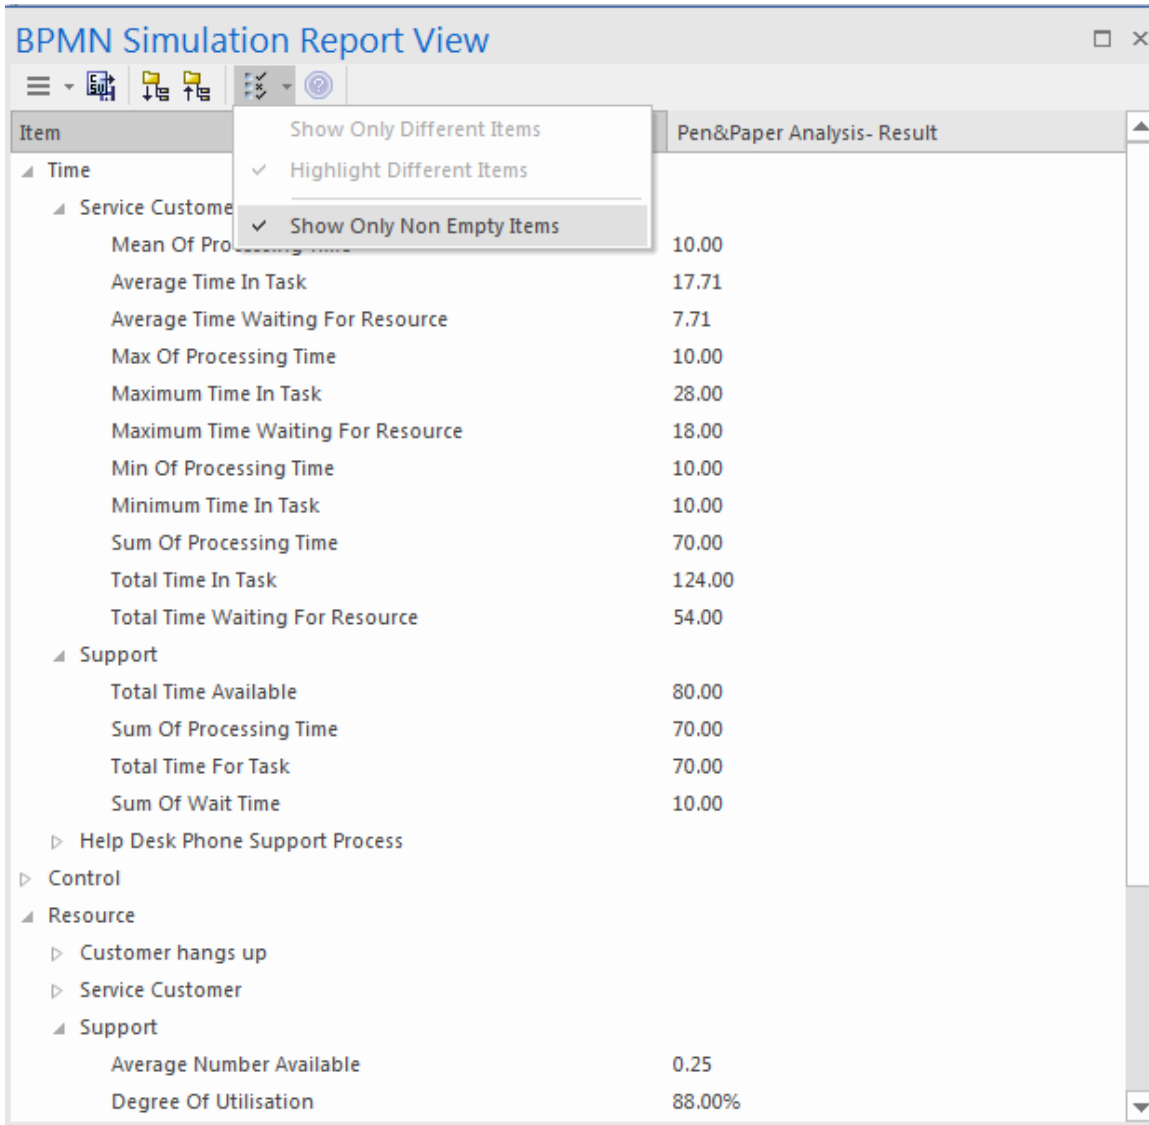 BPMN Simulation Report View
Item Pen&Paper Analysis- Result
Show Only Different Items
Highlight Different Items
Show Only Non Empty Items
Time
Service Custome
Mean Of Pro 10.00
Average Time In Task 17.71
Average Time Waiting For Resource 7.71
Max Of Processing Time 10.00
Maximum Time In Task 28.00
Maximum Time Waiting For Resource 18.00
Min Of Processing Time 10.00
Minimum Time In Task 10.00
Sum Of Processing Time 70.00
Total Time In Task 124.00
Total Time Waiting For Resource 54.00
Support
Total Time Available 80.00
Sum Of Processing Time 70.00
Total Time For Task 70.00
Sum Of Wait Time 10.00
Help Desk Phone Support Process
Control
Resource
Customer hangs up
Service Customer
Support
Average Number Available 0.25
Degree Of Utilisation 88.00%